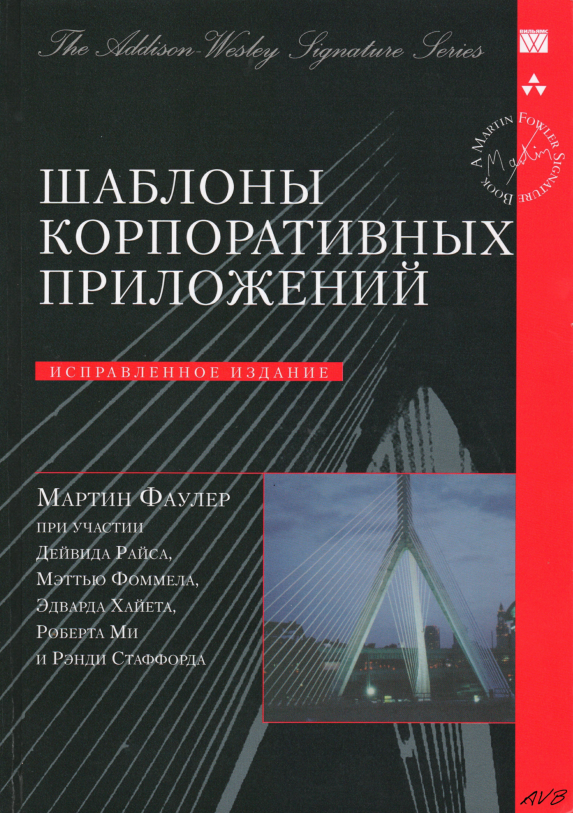 The Addison-Wesley Signature Series
ВИЛЬЯМС
A MARTIN FOWLER SIGNATURE BOOK
Martin
ШАБЛОНЫ
КОРПОРАТИВНЫХ
ПРИЛОЖЕНИЙ
ИСПРАВЛЕННОЕ ИЗДАНИЕ
МАРТИН ФАУЛЕР
ПРИ УЧАСТИИ
ДЕЙВИДА РАЙСА,
МЭТТЬЮ ФОММЕЛА,
ЭДВАРДА ХАЙЕТА,
РОБЕРТА МИ
И РЭНДИ СТАФФОРДА
AVB